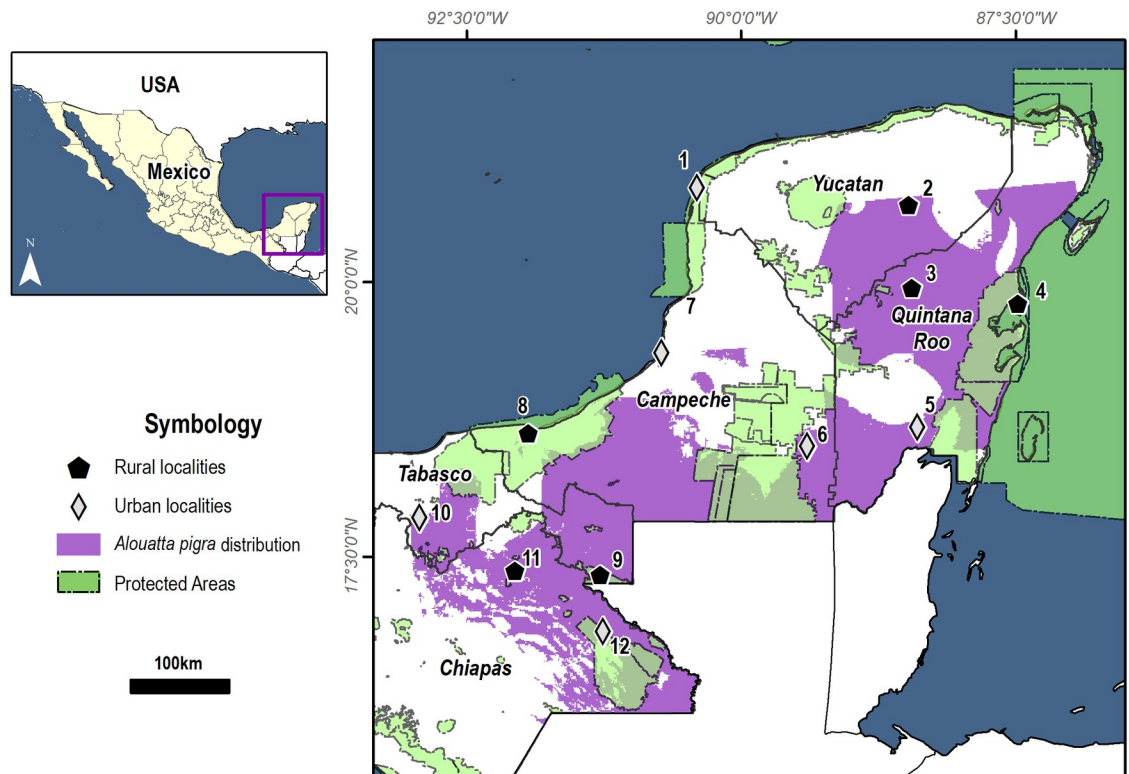 92°30'0"W
90°0'0"W
87°30'0"W
USA
Mexico
N
20°0'0"N
17°30'0"N
1
Yucatan
2
3
4
7
Quintana
Roo
Campeche
8
5
6
Tabasco
10
11
9
12
Chiapas
Symbology
Rural localities
Urban localities
Alouatta pigra distribution
Protected Areas
100km